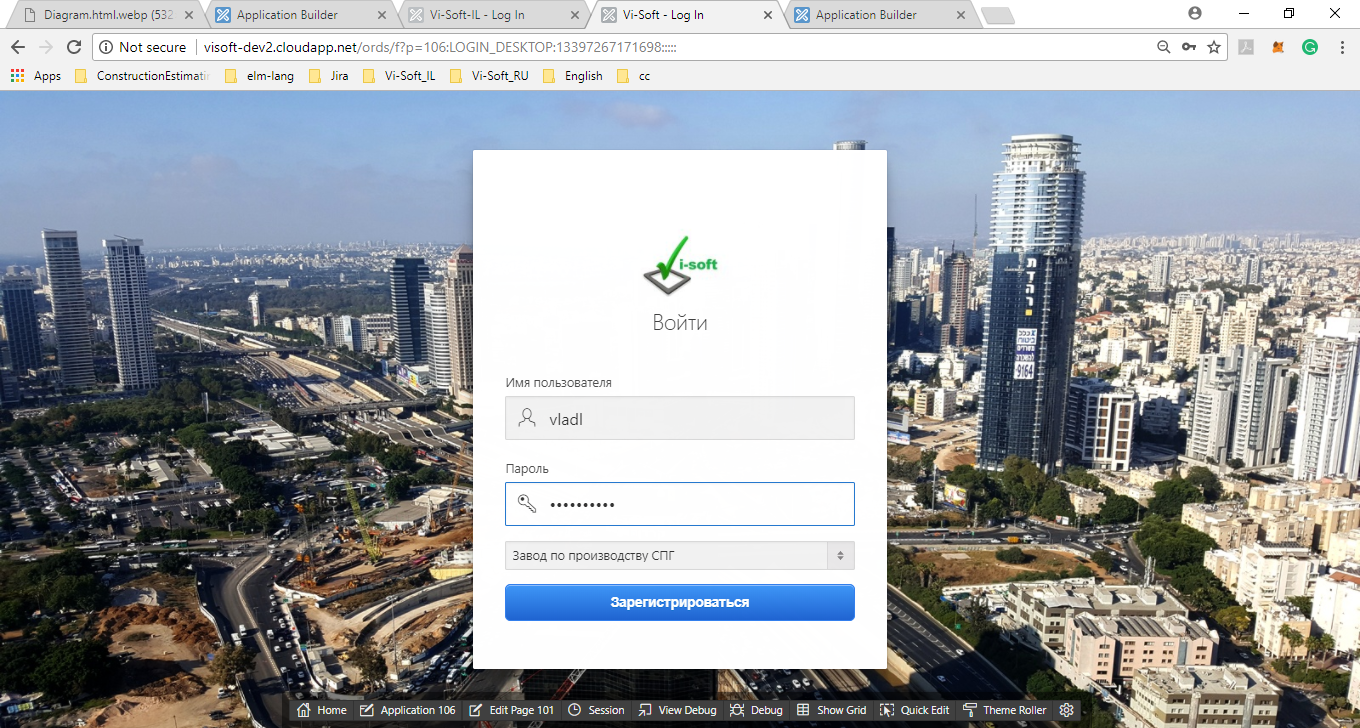 Diagram.html.webp (532
Application Builder
Vi-Soft-IL - Log In
Vi-Soft - Log In
Application Builder
Not secure
visoft-dev2.cloudapp.net/ords/f?p=106:LOGIN_DESKTOP:13397267171698:::::
Apps
ConstructionEstimatin
elm-lang
Jira
Vi-Soft_IL
Vi-Soft_RU
English
cc
i-soft
Войти
Имя пользователя
vladl
Пароль
••••••••••
Завод по производству СПГ
Зарегистрироваться
9164
Home
Application 106
Edit Page 101
Session
View Debug
Debug
Show Grid
Quick Edit
Theme Roller